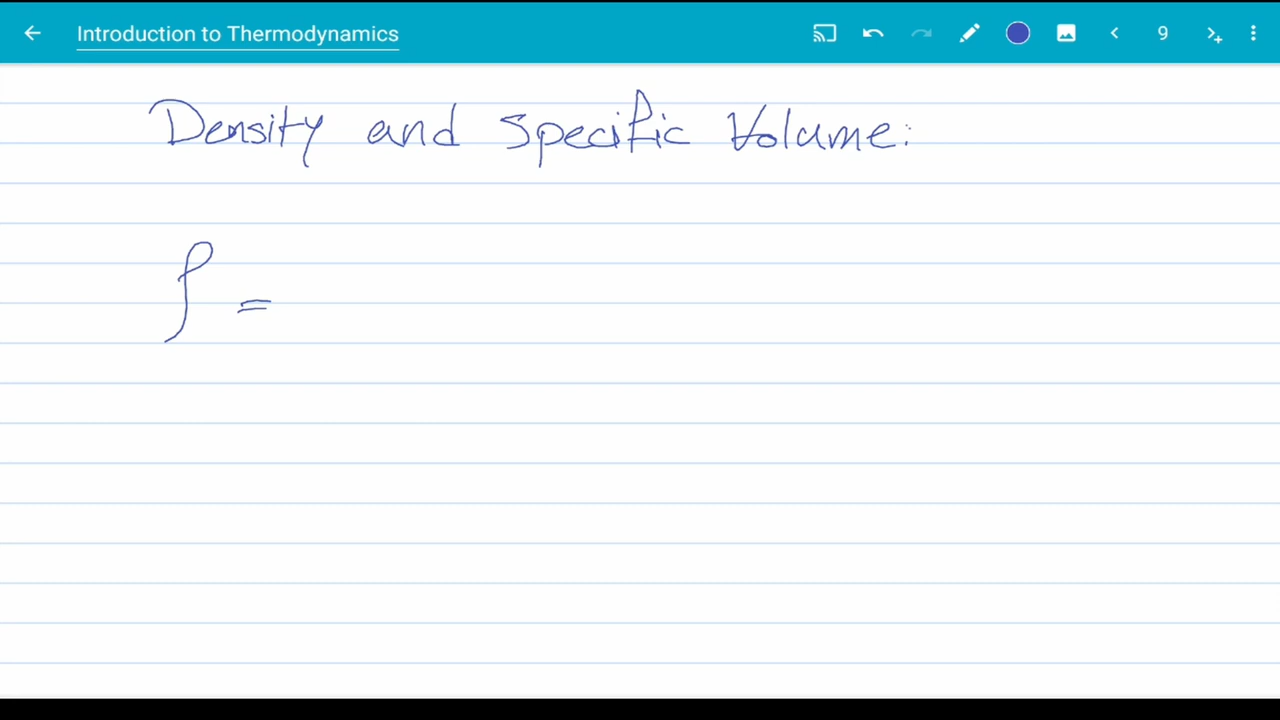 Introduction to Thermodynamics
9
Density and Specific Volume:
ρ =